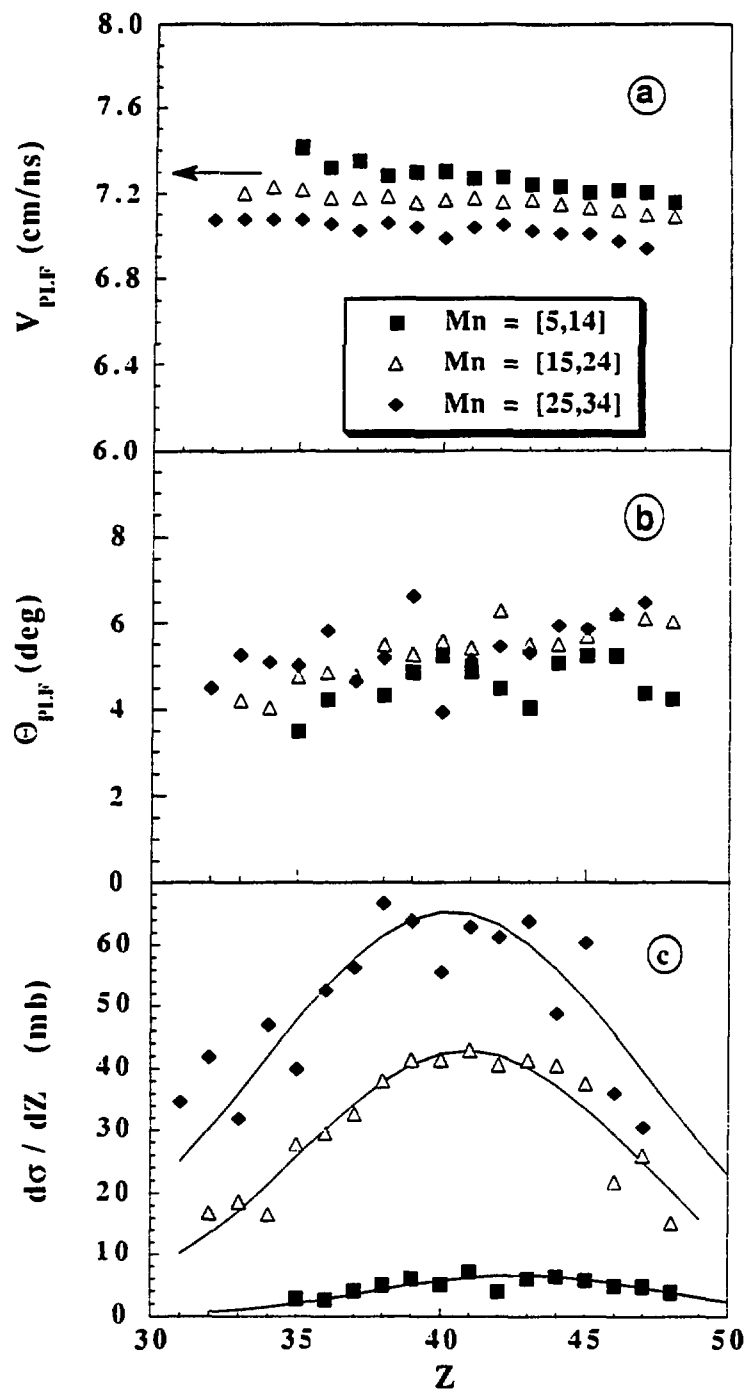 8.0
7.6
7.2
6.8
6.4
6.0
V_PLF (cm/ns)
a
Mn = [5,14]
Mn = [15,24]
Mn = [25,34]
8
6
4
2
0
Θ_PLF (deg)
b
60
50
40
30
20
10
0
dσ / dZ (mb)
c
30 35 40 45 50
Z